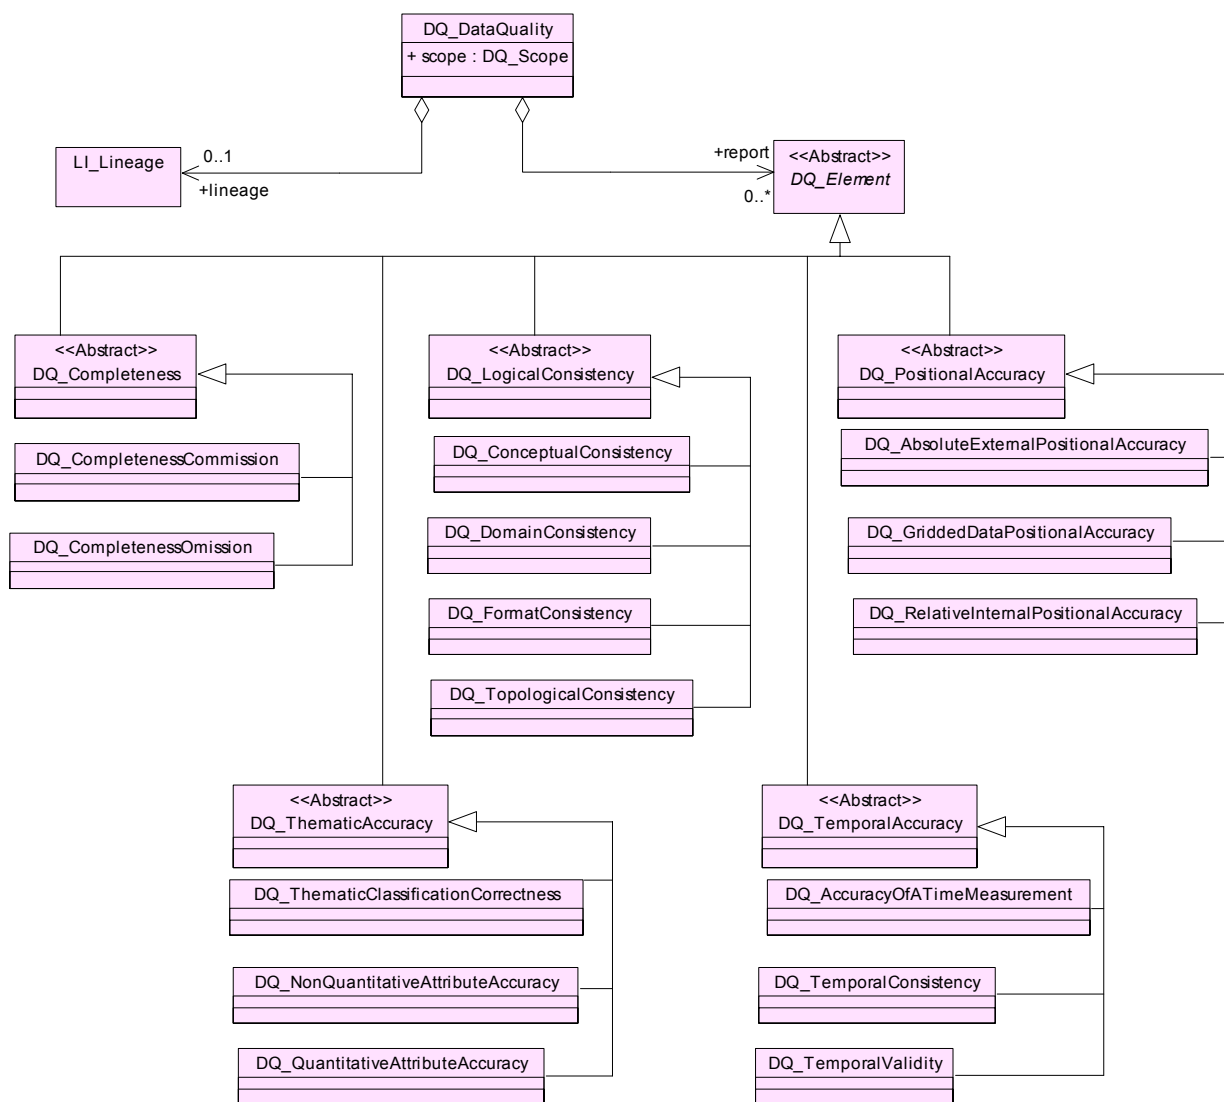 DQ_DataQuality
+ scope : DQ_Scope
LI_Lineage
0..1
+lineage
+report
0..*
<<Abstract>>
DQ_Element
<<Abstract>>
DQ_Completeness
DQ_CompletenessCommission
DQ_CompletenessOmission
<<Abstract>>
DQ_LogicalConsistency
DQ_ConceptualConsistency
DQ_DomainConsistency
DQ_FormatConsistency
DQ_TopologicalConsistency
<<Abstract>>
DQ_PositionalAccuracy
DQ_AbsoluteExternalPositionalAccuracy
DQ_GriddedDataPositionalAccuracy
DQ_RelativeInternalPositionalAccuracy
<<Abstract>>
DQ_ThematicAccuracy
DQ_ThematicClassificationCorrectness
DQ_NonQuantitativeAttributeAccuracy
DQ_QuantitativeAttributeAccuracy
<<Abstract>>
DQ_TemporalAccuracy
DQ_AccuracyOfATimeMeasurement
DQ_TemporalConsistency
DQ_TemporalValidity